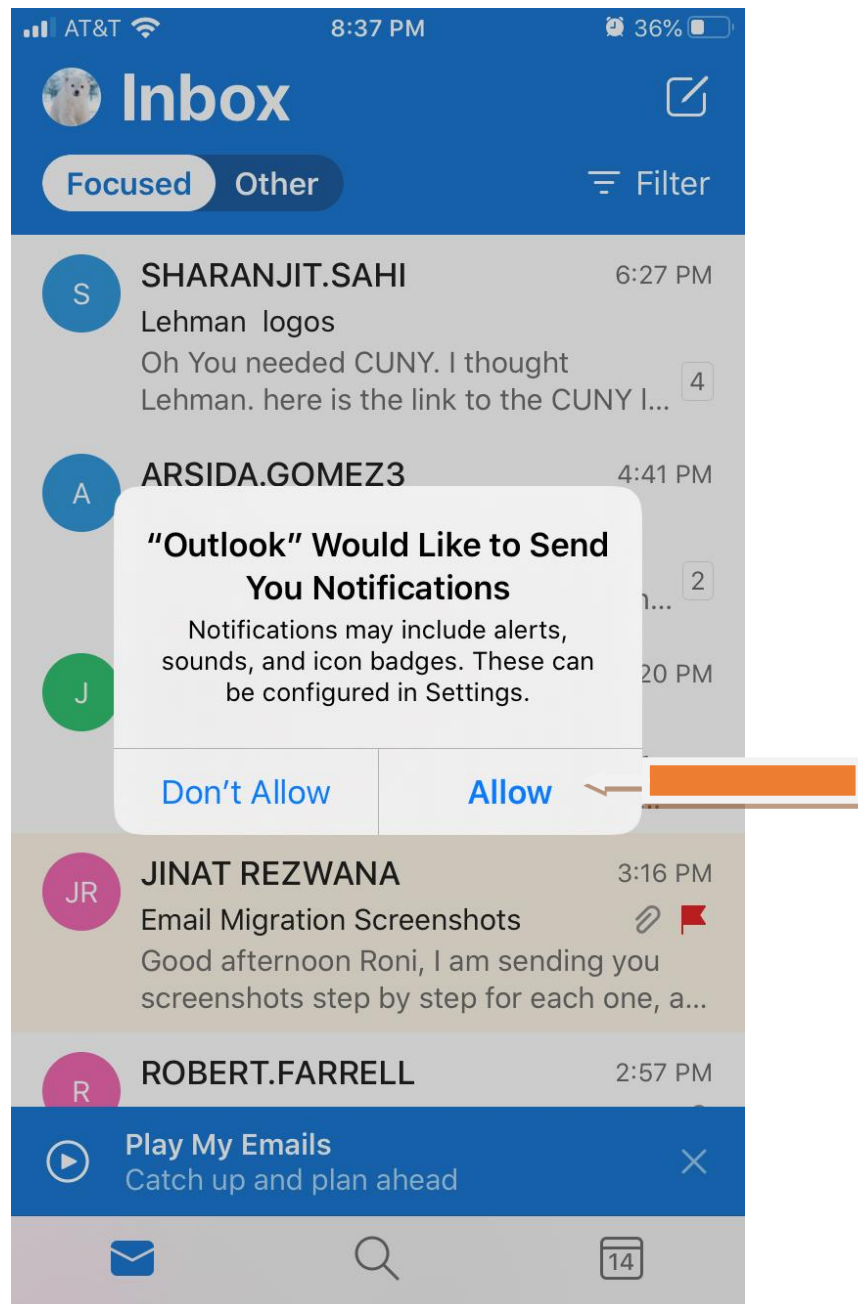 AT&T 8:37 PM 36%
Inbox
Focused Other Filter
S SHARANJIT.SAHI 6:27 PM
Lehman logos
Oh You needed CUNY. I thought
Lehman. here is the link to the CUNY l... 4
A ARSIDA.GOMEZ3 4:41 PM
“Outlook” Would Like to Send
You Notifications
2
Notifications may include alerts,
sounds, and icon badges. These can
be configured in Settings.
J 20 PM
Don’t Allow Allow
JR JINAT REZWANA 3:16 PM
Email Migration Screenshots
Good afternoon Roni, I am sending you
screenshots step by step for each one, a...
R ROBERT.FARRELL 2:57 PM
Play My Emails
Catch up and plan ahead
14